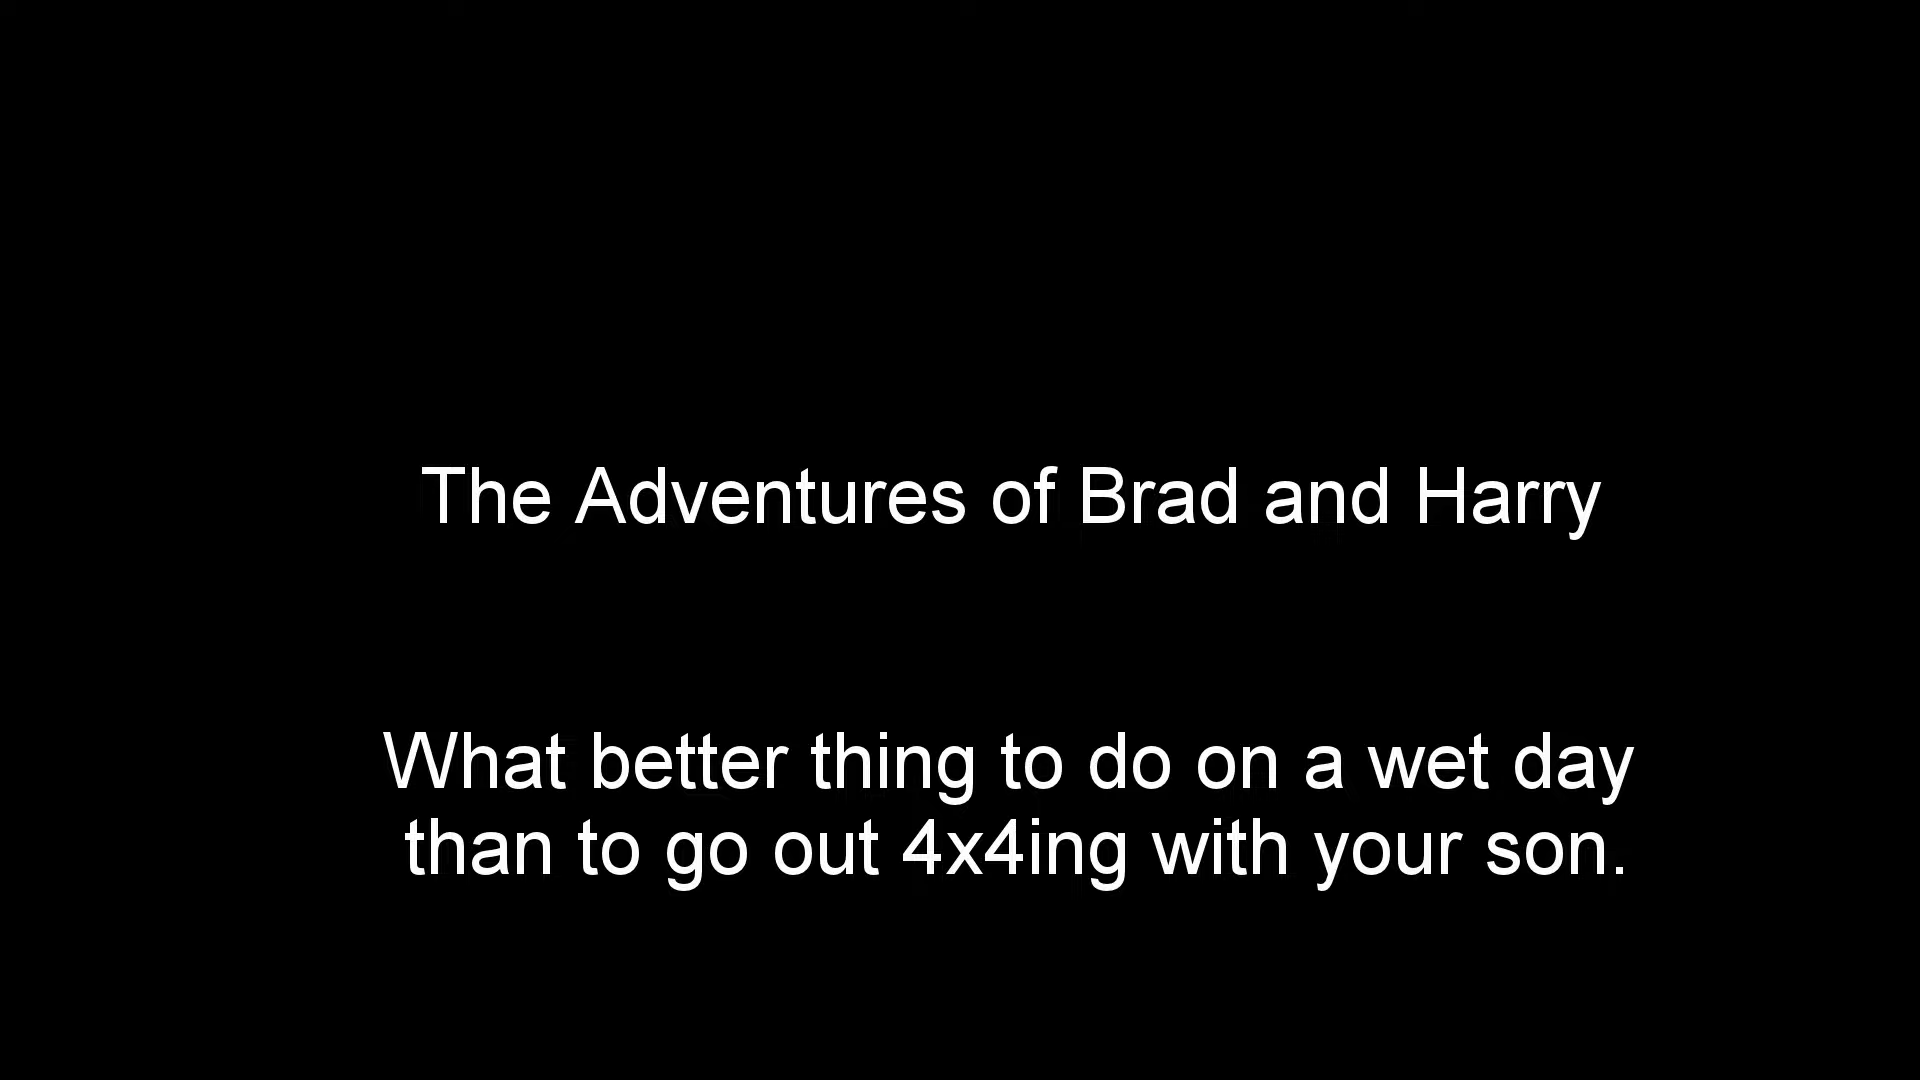 The Adventures of Brad and Harry
What better thing to do on a wet day
than to go out 4x4ing with your son.